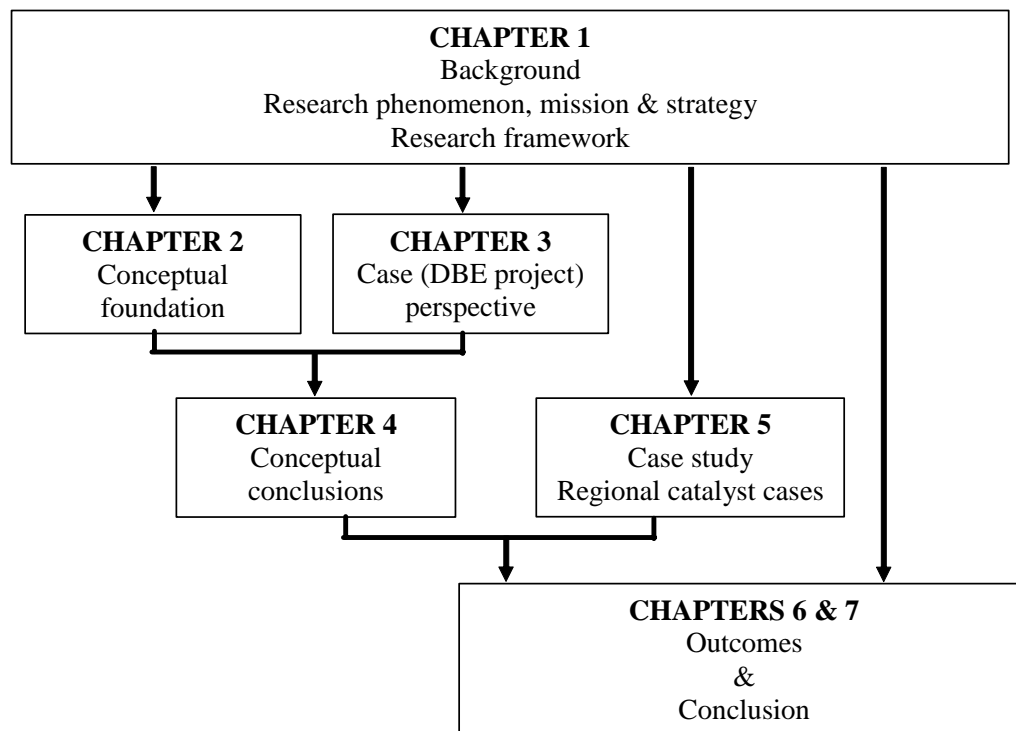 CHAPTER 1
Background
Research phenomenon, mission & strategy
Research framework
CHAPTER 2
Conceptual
foundation
CHAPTER 3
Case (DBE project)
perspective
CHAPTER 4
Conceptual
conclusions
CHAPTER 5
Case study
Regional catalyst cases
CHAPTERS 6 & 7
Outcomes
&
Conclusion